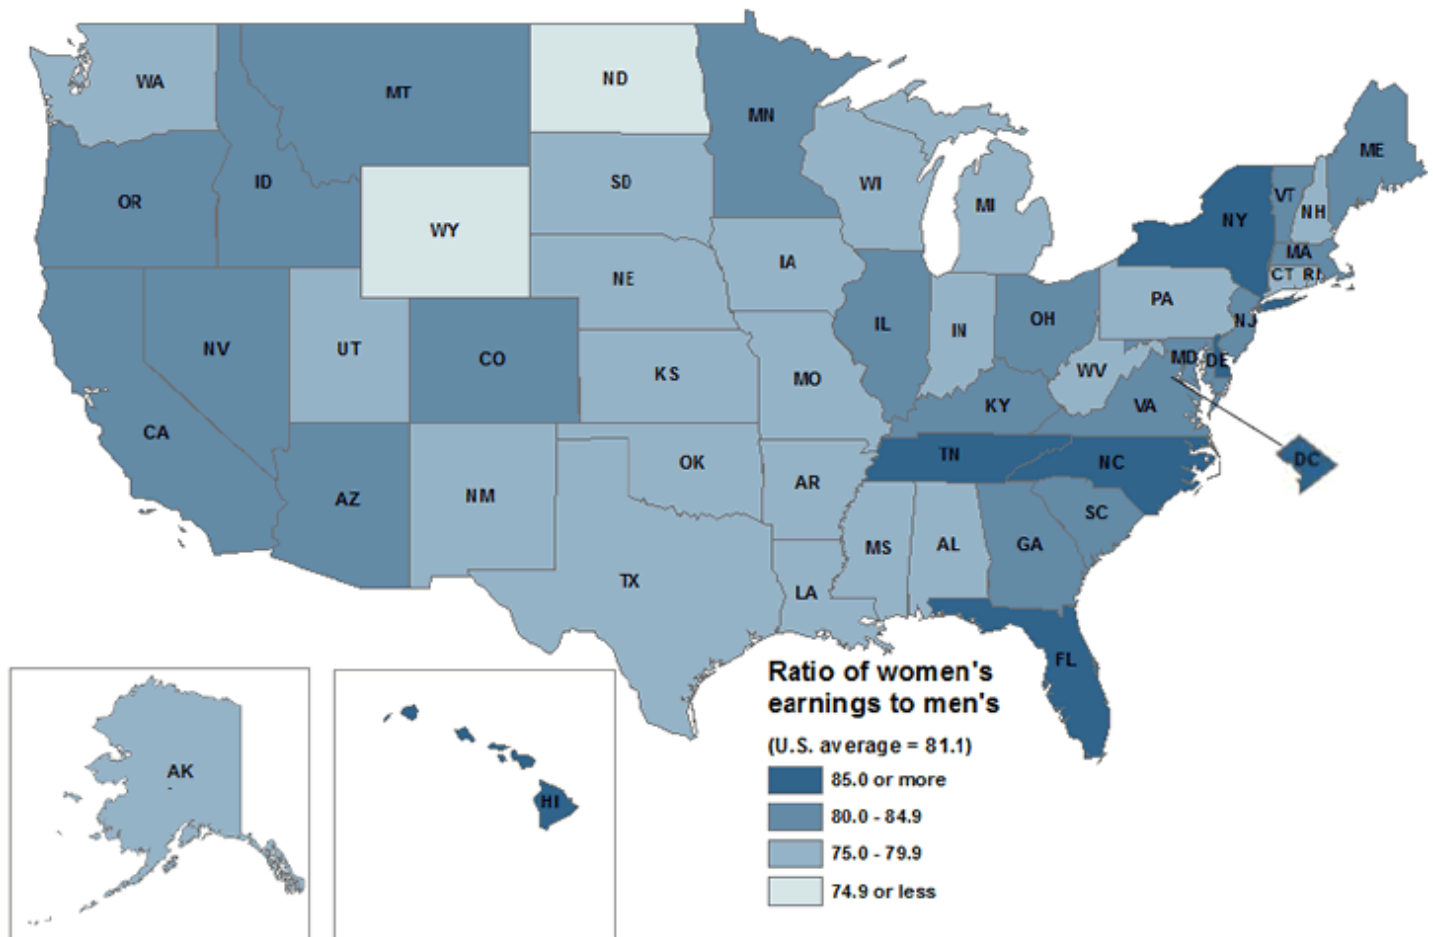 WA
MT
ND
MN
ME
OR
ID
SD
WI
MI
VT
NH
NY
WY
MA
IA
CT RI
NE
PA
IL
IN
OH
NJ
NV
UT
CO
MD
DE
KS
MO
WV
KY
VA
CA
TN
NC
DC
OK
AR
AZ
NM
SC
MS
AL
GA
TX
LA
FL
AK
HI
Ratio of women's
earnings to men's
(U.S. average = 81.1)
85.0 or more
80.0 - 84.9
75.0 - 79.9
74.9 or less